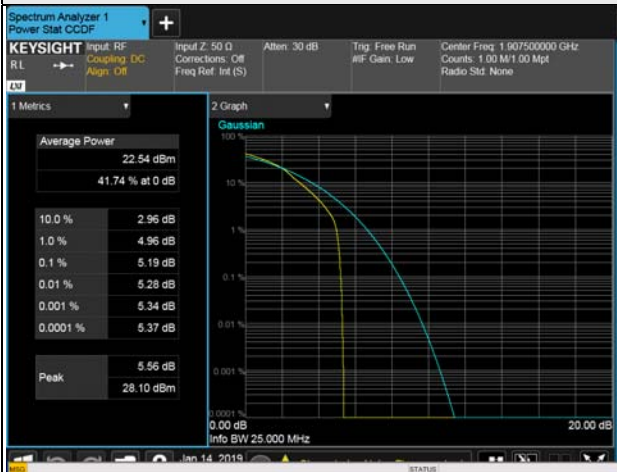 Spectrum Analyzer 1
Power Stat CCDF
KEYSIGHT
RL
LXI
Input: RF
Coupling: DC
Align: Off
Input Z: 50 Ω
Corrections: Off
Freq Ref: Int (S)
Atten: 30 dB
Trig: Free Run
#IF Gain: Low
Center Freq: 1.907500000 GHz
Counts: 1.00 M/1.00 Mpt
Radio Std: None
1 Metrics
Average Power
22.54 dBm
41.74 % at 0 dB
10.0 % 2.96 dB
1.0 % 4.96 dB
0.1 % 5.19 dB
0.01 % 5.28 dB
0.001 % 5.34 dB
0.0001 % 5.37 dB
Peak
5.56 dB
28.10 dBm
2 Graph
Gaussian
100 %
10 %
1 %
0.1 %
0.01 %
0.001 %
0.0001 %
0.00 dB 20.00 dB
Info BW 25.000 MHz
Jan 14, 2019
MSG STATUS